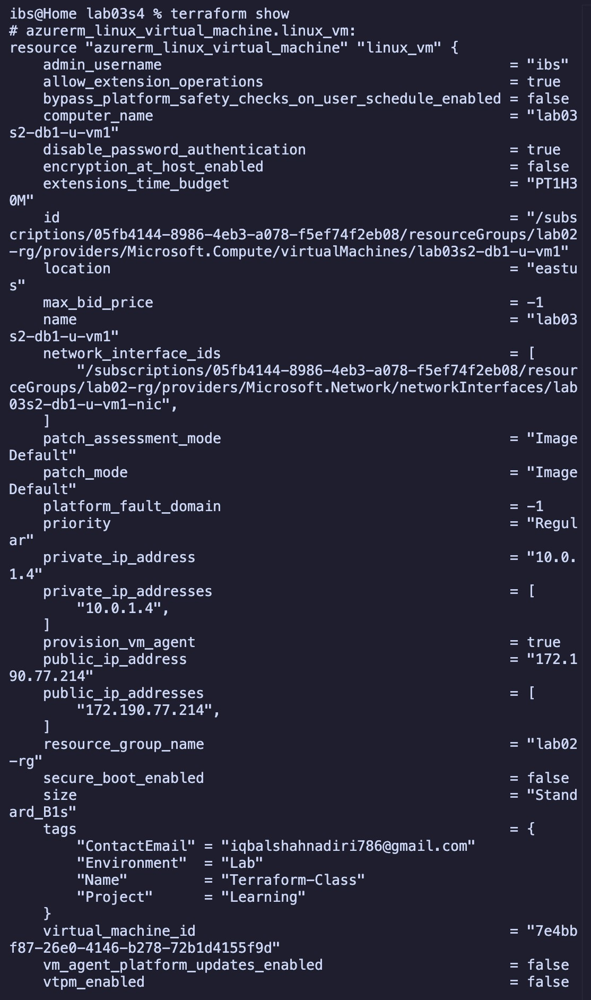 ibs@Home lab03s4 % terraform show
# azurerm_linux_virtual_machine.linux_vm:
resource "azurerm_linux_virtual_machine" "linux_vm" {
    admin_username                                         = "ibs"
    allow_extension_operations                             = true
    bypass_platform_safety_checks_on_user_schedule_enabled = false
    computer_name                                          = "lab03
s2-db1-u-vm1"
    disable_password_authentication                        = true
    encryption_at_host_enabled                             = false
    extensions_time_budget                                 = "PT1H3
0M"
    id                                                     = "/subs
criptions/05fb4144-8986-4eb3-a078-f5ef74f2eb08/resourceGroups/lab02
-rg/providers/Microsoft.Compute/virtualMachines/lab03s2-db1-u-vm1"
    location                                               = "eastu
s"
    max_bid_price                                          = -1
    name                                                   = "lab03
s2-db1-u-vm1"
    network_interface_ids                                  = [
        "/subscriptions/05fb4144-8986-4eb3-a078-f5ef74f2eb08/resour
ceGroups/lab02-rg/providers/Microsoft.Network/networkInterfaces/lab
03s2-db1-u-vm1-nic",
    ]
    patch_assessment_mode                                  = "Image
Default"
    patch_mode                                             = "Image
Default"
    platform_fault_domain                                  = -1
    priority                                               = "Regul
ar"
    private_ip_address                                     = "10.0.
1.4"
    private_ip_addresses                                   = [
        "10.0.1.4",
    ]
    provision_vm_agent                                     = true
    public_ip_address                                      = "172.1
90.77.214"
    public_ip_addresses                                    = [
        "172.190.77.214",
    ]
    resource_group_name                                    = "lab02
-rg"
    secure_boot_enabled                                    = false
    size                                                   = "Stand
ard_B1s"
    tags                                                   = {
        "ContactEmail" = "iqbalshahnadiri786@gmail.com"
        "Environment"  = "Lab"
        "Name"         = "Terraform-Class"
        "Project"      = "Learning"
    }
    virtual_machine_id                                     = "7e4bb
f87-26e0-4146-b278-72b1d4155f9d"
    vm_agent_platform_updates_enabled                      = false
    vtpm_enabled                                           = false